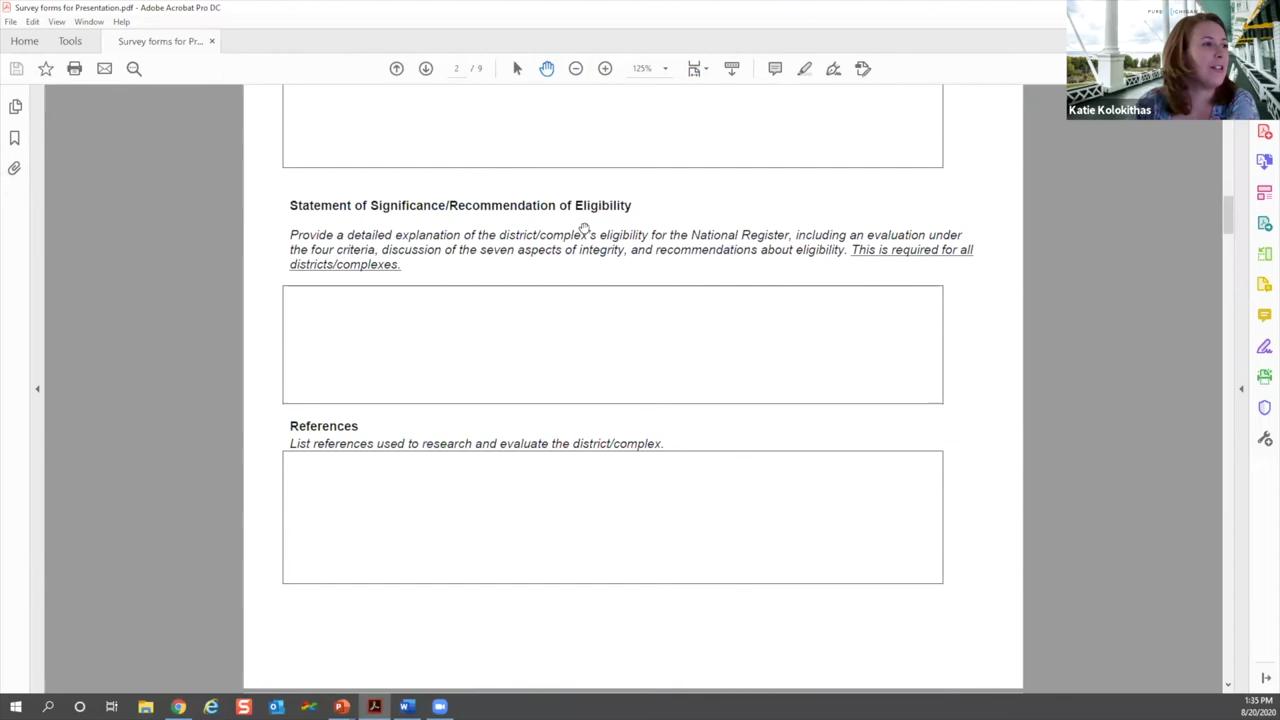 Survey forms for Presentation.pdf - Adobe Acrobat Pro DC
File Edit View Window Help
Home Tools Survey forms for Pr... ×
2 / 9 125%
Katie Kolokithas
Statement of Significance/Recommendation of Eligibility
Provide a detailed explanation of the district/complex's eligibility for the National Register, including an evaluation under
the four criteria, discussion of the seven aspects of integrity, and recommendations about eligibility. This is required for all
districts/complexes.
References
List references used to research and evaluate the district/complex.
1:35 PM
8/20/2020